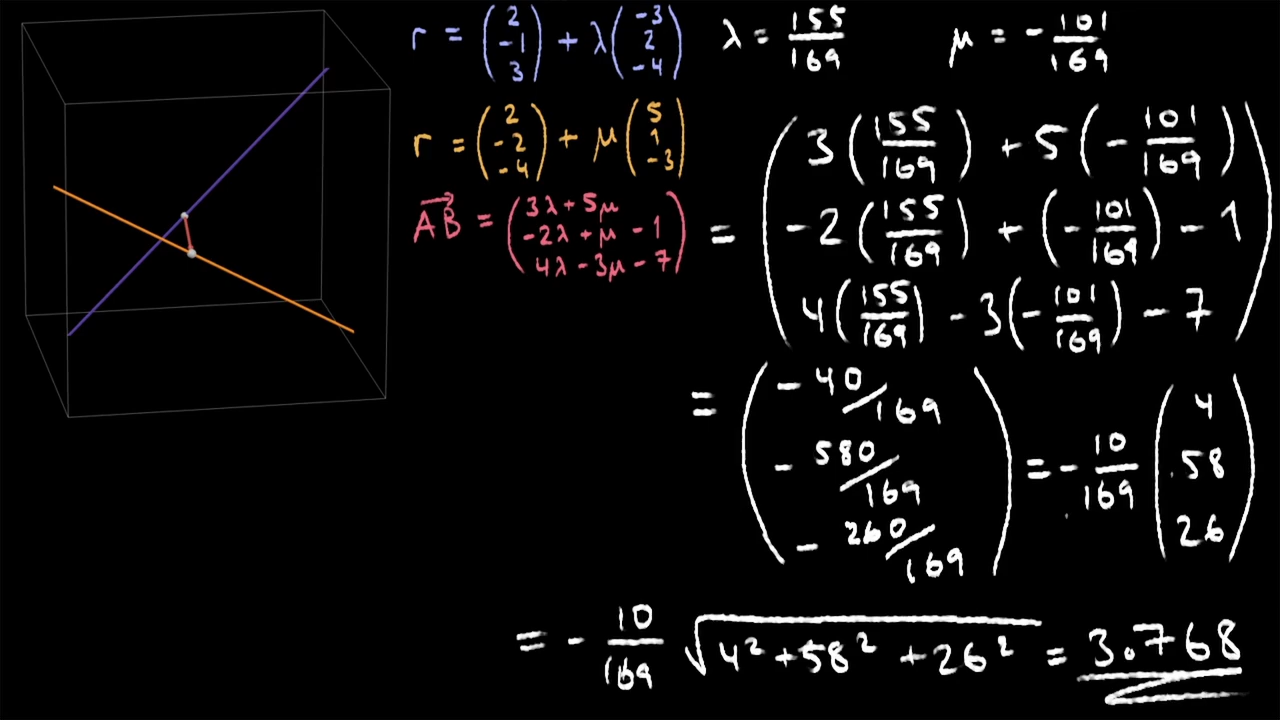 r = (2 -1 3) + λ (-3 2 -4)
r = (2 -2 -4) + μ (5 1 -3)
AB = (3λ + 5μ
-2λ + μ - 1
4λ - 3μ - 7)
λ = 155/169 μ = -101/169
= (3(155/169) + 5(-101/169)
-2(155/169) + (-101/169) - 1
4(155/169) - 3(-101/169) - 7)
= (-40/169
-580/169
-260/169) = -10/169 (4 58 26)
= -10/169 √4² + 58² + 26² = 3.768